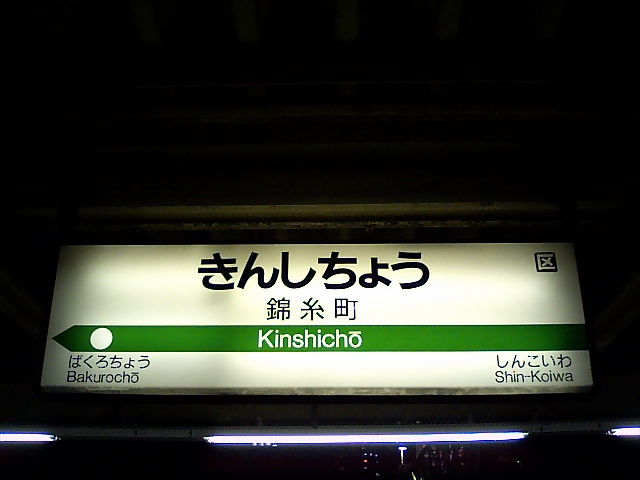 きんしちょう
区
錦糸町
Kinshichō
ばくろちょう
Bakurochō
しんこいわ
Shin-Koiwa